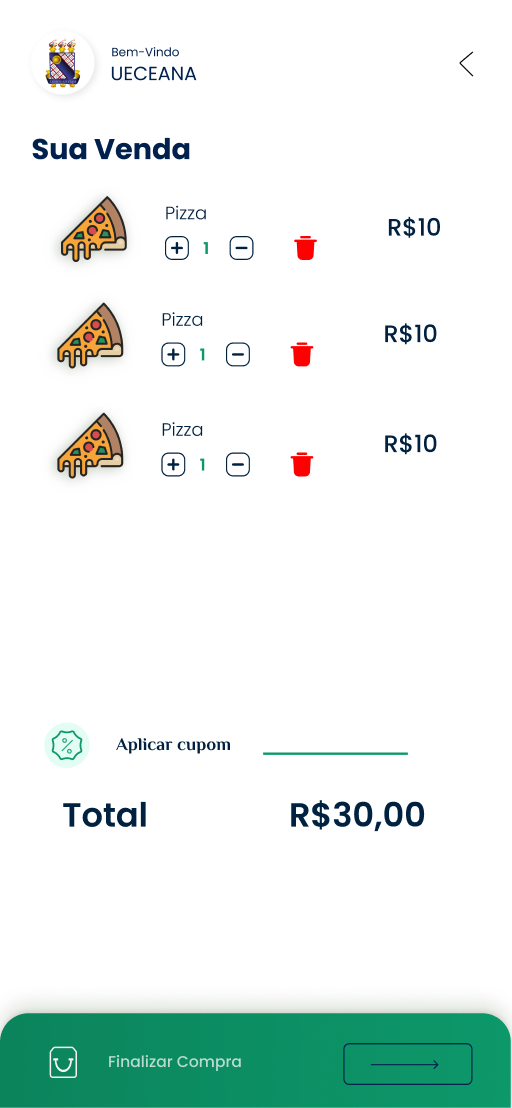 Bem-Vindo
UECEANA
Sua Venda
Pizza
R$10
1
Pizza
R$10
1
Pizza
R$10
1
Aplicar cupom
Total
R$30,00
Finalizar Compra